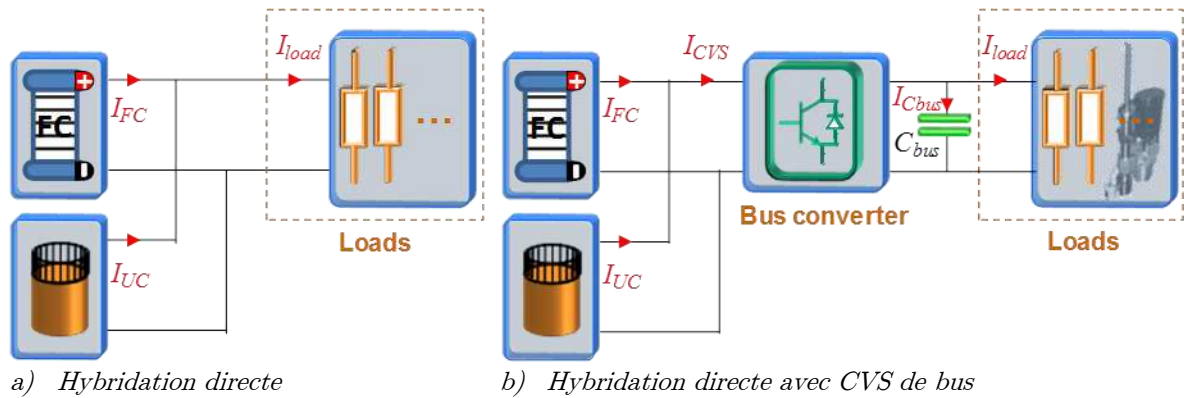 I_load
I_FC
FC
+
Loads
I_UC
a) Hybridation directe
I_CVS
I_load
I_FC
FC
+
I_Cbus
C_bus
Bus converter
Loads
I_UC
b) Hybridation directe avec CVS de bus